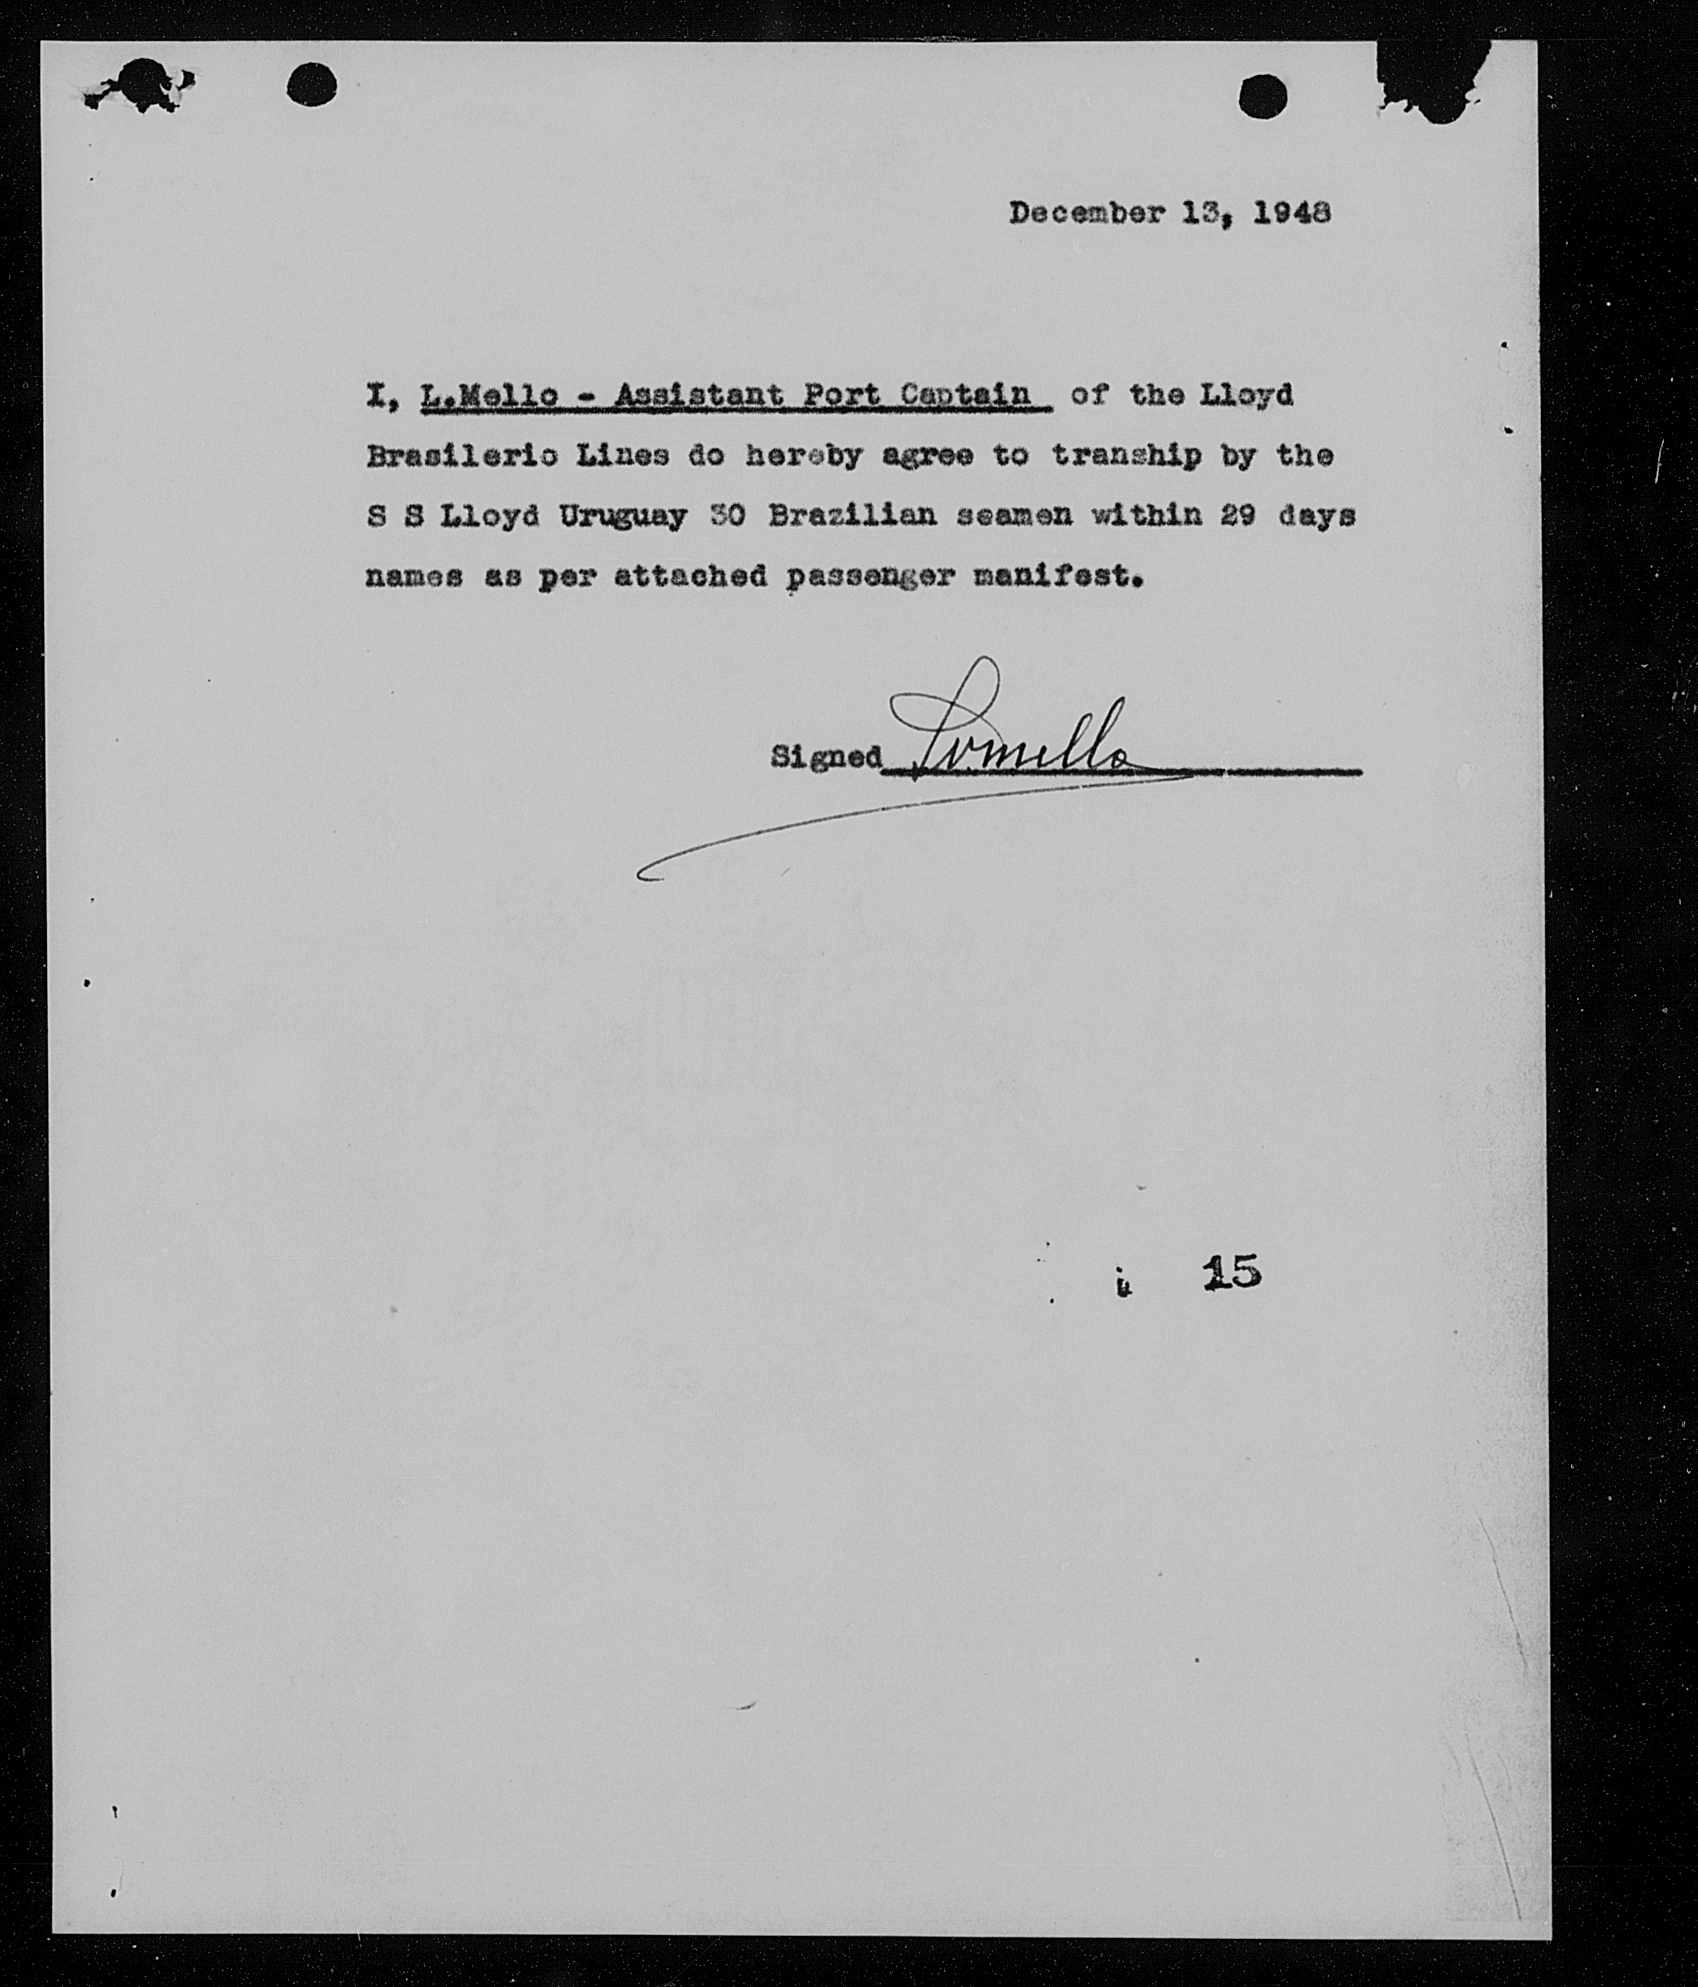 December 13, 1948
I, L.Mello - Assistant Port Captain of the Lloyd
Brasilerio Lines do hereby agree to tranship by the
S S Lloyd Uruguay 30 Brazilian seamen within 29 days
names as per attached passenger manifest.
Signed
15